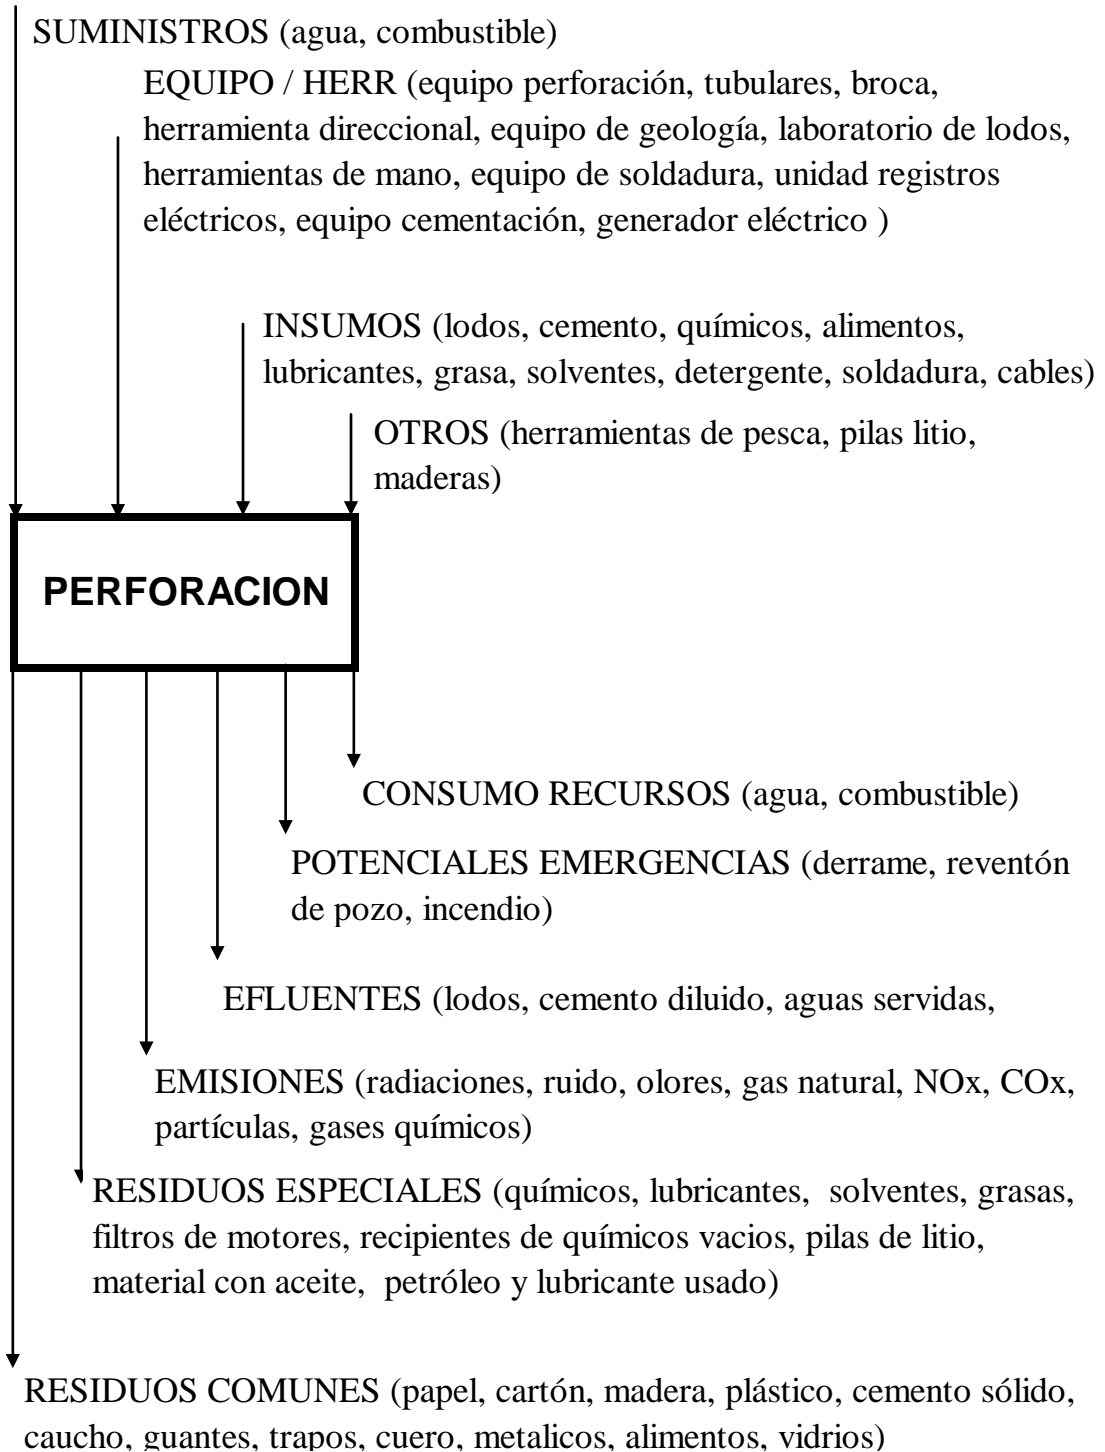 SUMINISTROS (agua, combustible)
EQUIPO / HERR (equipo perforación, tubulares, broca,
herramienta direccional, equipo de geología, laboratorio de lodos,
herramientas de mano, equipo de soldadura, unidad registros
eléctricos, equipo cementación, generador eléctrico )
INSUMOS (lodos, cemento, químicos, alimentos,
lubricantes, grasa, solventes, detergente, soldadura, cables)
OTROS (herramientas de pesca, pilas litio,
maderas)
PERFORACION
CONSUMO RECURSOS (agua, combustible)
POTENCIALES EMERGENCIAS (derrame, reventón
de pozo, incendio)
EFLUENTES (lodos, cemento diluido, aguas servidas,
EMISIONES (radiaciones, ruido, olores, gas natural, NOx, COx,
partículas, gases químicos)
RESIDUOS ESPECIALES (químicos, lubricantes,  solventes, grasas,
filtros de motores, recipientes de químicos vacios, pilas de litio,
material con aceite,  petróleo y lubricante usado)
RESIDUOS COMUNES (papel, cartón, madera, plástico, cemento sólido,
caucho, guantes, trapos, cuero, metalicos, alimentos, vidrios)